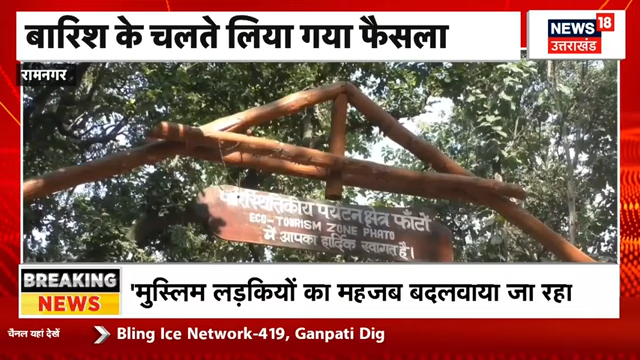 बारिश के चलते लिया गया फैसला
NEWS 18
उत्तराखंड
रामनगर
पारिस्थितिकीय पर्यटन क्षेत्र फाँटो
ECO-TOURISM ZONE PHATO
में आपका हार्दिक स्वागत है।
BREAKING
NEWS
'मुस्लिम लड़कियों का महजब बदलवाया जा रहा
चैनल यहां देखें
Bling Ice Network-419, Ganpati Dig